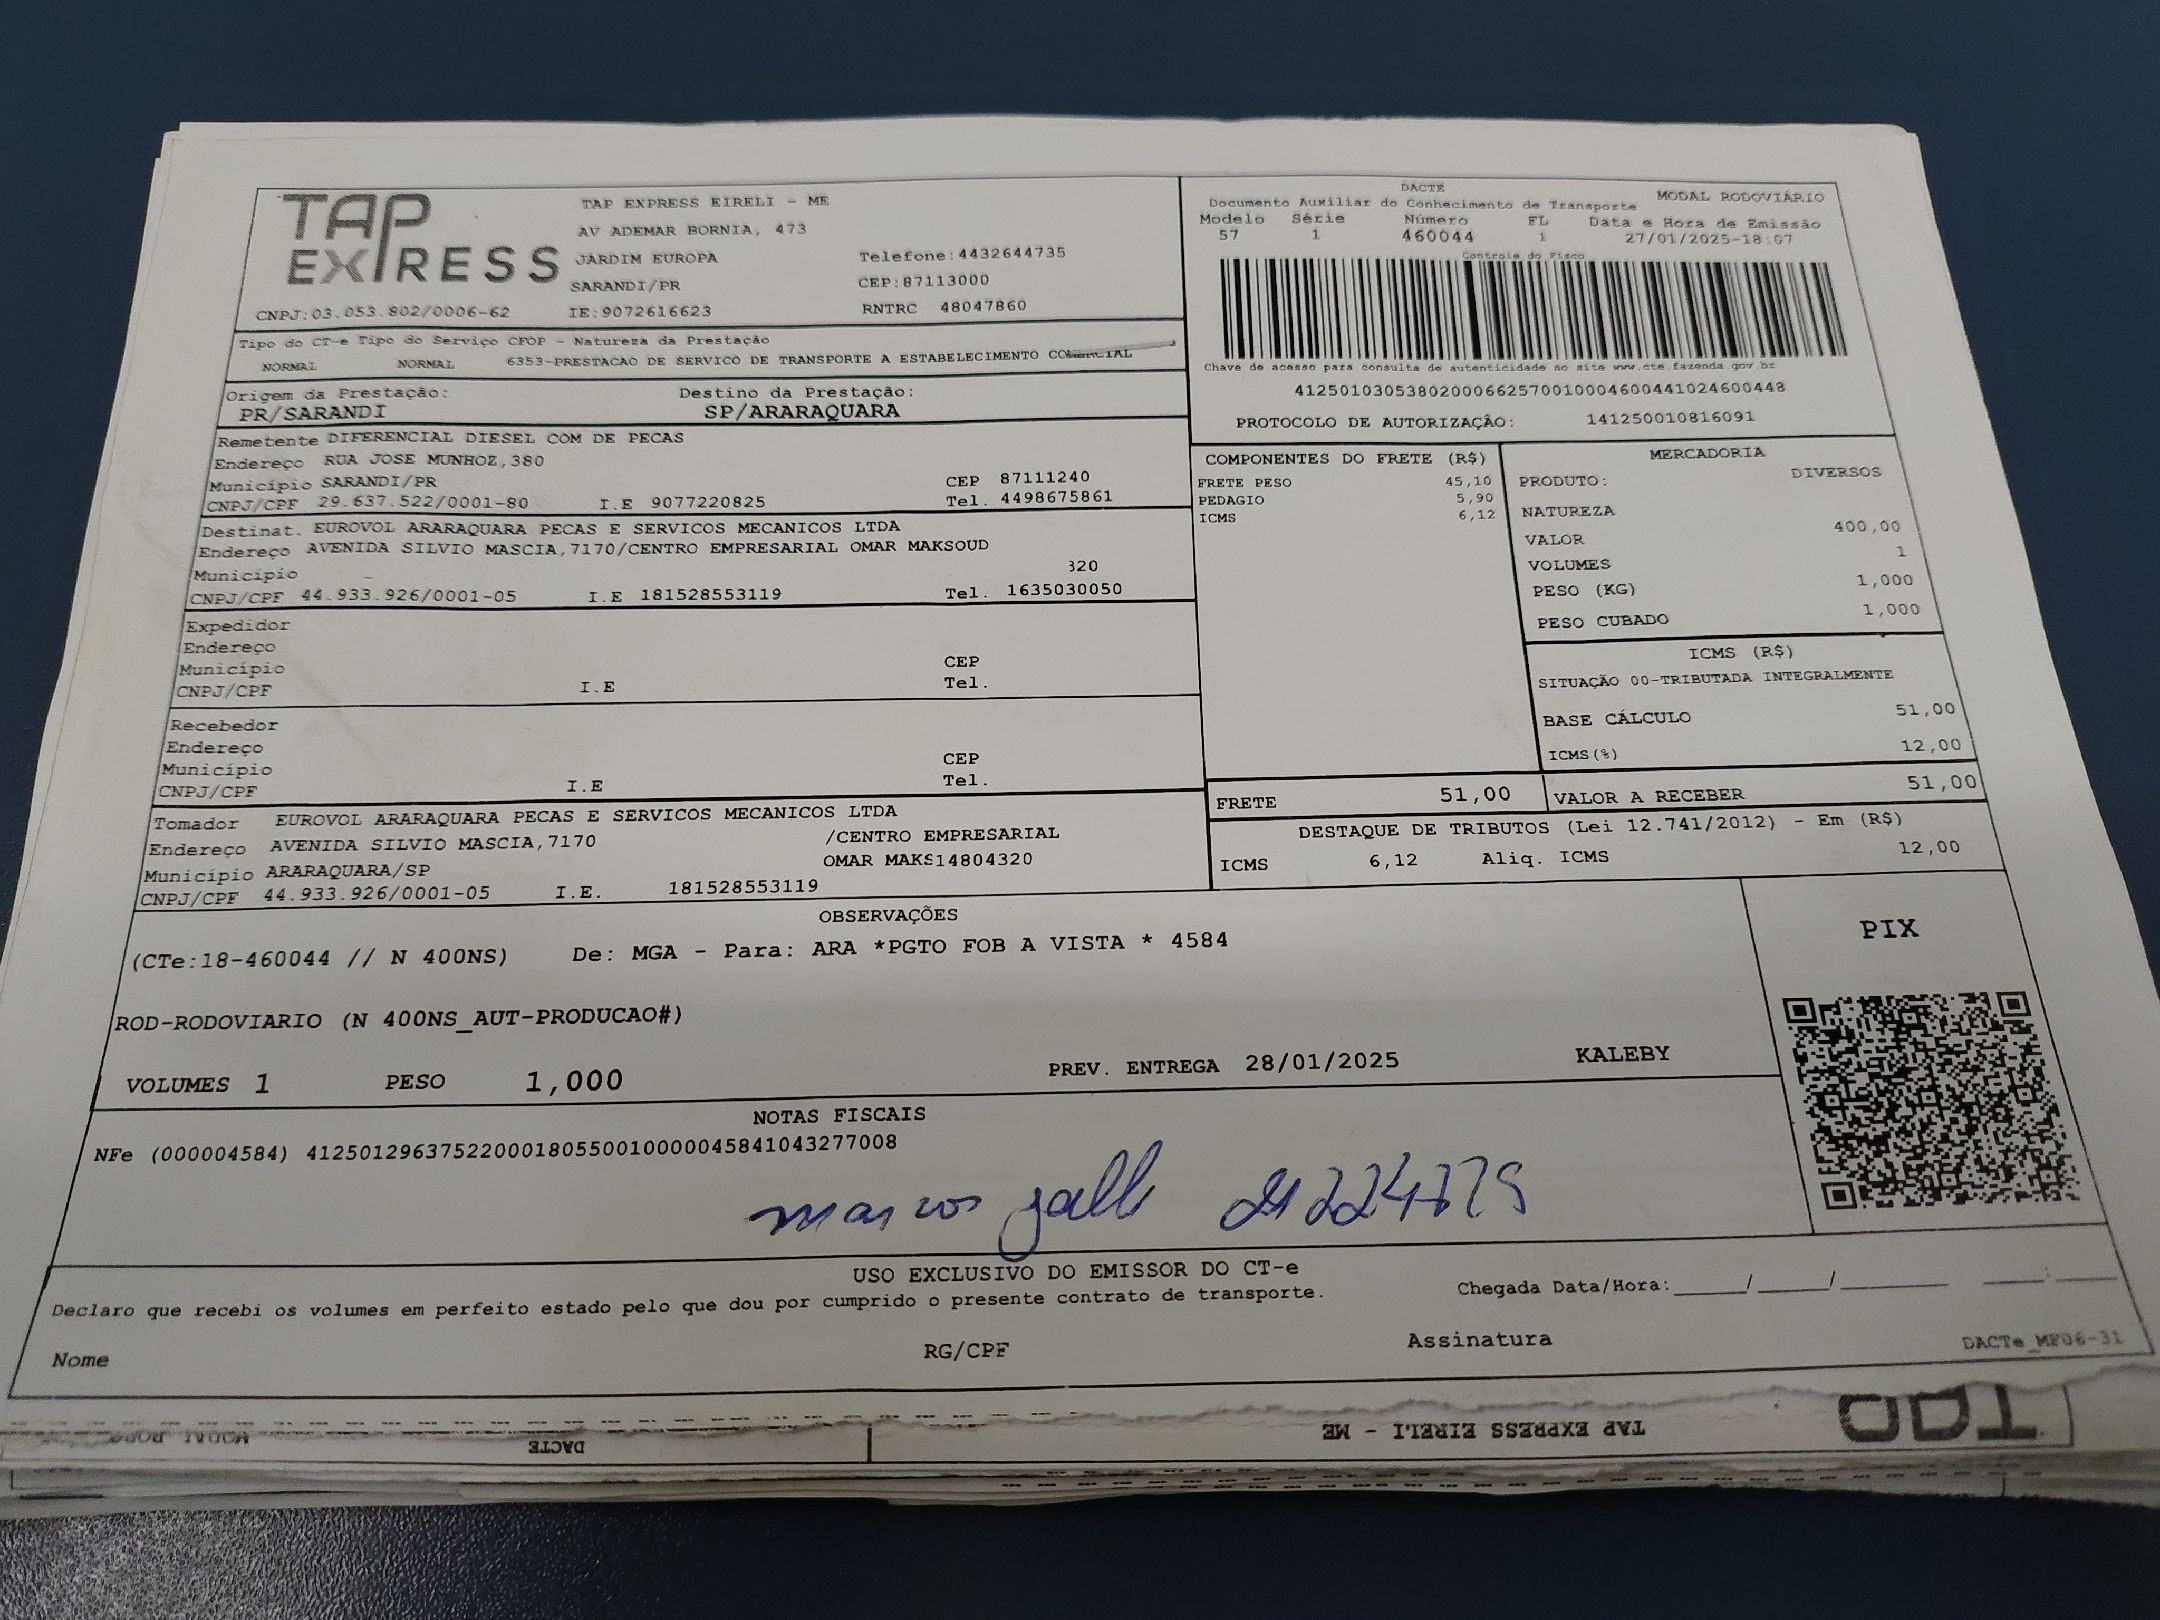 TAP EXPRESS
TAP EXPRESS EIRELI - ME
AV ADEMAR BORNIA, 473
JARDIM EUROPA Telefone:4432644735
SARANDI/PR CEP:87113000
CNPJ:03.053.802/0006-62 IE:9072616623 RNTRC 48047860
Tipo do CT-e Tipo do Serviço CFOP - Natureza da Prestação
NORMAL NORMAL 6353-PRESTACAO DE SERVICO DE TRANSPORTE A ESTABELECIMENTO COMERCIAL
Origem da Prestação: Destino da Prestação:
PR/SARANDI SP/ARARAQUARA
Remetente DIFERENCIAL DIESEL COM DE PECAS
Endereço RUA JOSE MUNHOZ,380
Município SARANDI/PR CEP 87111240
CNPJ/CPF 29.637.522/0001-80 I.E 9077220825 Tel. 4498675861
Destinat. EUROVOL ARARAQUARA PECAS E SERVICOS MECANICOS LTDA
Endereço AVENIDA SILVIO MASCIA,7170/CENTRO EMPRESARIAL OMAR MAKSOUD
Município 320
CNPJ/CPF 44.933.926/0001-05 I.E 181528553119 Tel. 1635030050
Expedidor
Endereço
Município CEP
CNPJ/CPF I.E Tel.
Recebedor
Endereço
Município CEP
CNPJ/CPF I.E Tel.
Tomador EUROVOL ARARAQUARA PECAS E SERVICOS MECANICOS LTDA
Endereço AVENIDA SILVIO MASCIA,7170 /CENTRO EMPRESARIAL
OMAR MAKS14804320
Município ARARAQUARA/SP
CNPJ/CPF 44.933.926/0001-05 I.E. 181528553119
DACTE
Documento Auxiliar do Conhecimento de Transporte MODAL RODOVIÁRIO
Modelo Série Número FL Data e Hora de Emissão
57 1 460044 1 27/01/2025-18:07
Controle do Fisco
Chave de acesso para consulta de autenticidade no site www.cte.fazenda.gov.br
41250103053802000662570010004600441024600448
PROTOCOLO DE AUTORIZAÇÃO: 141250010816091
COMPONENTES DO FRETE (R$)
FRETE PESO 45,10
PEDAGIO 5,90
ICMS 6,12
MERCADORIA
PRODUTO: DIVERSOS
NATUREZA
VALOR 400,00
VOLUMES 1
PESO (KG) 1,000
PESO CUBADO 1,000
ICMS (R$)
SITUAÇÃO 00-TRIBUTADA INTEGRALMENTE
BASE CÁLCULO 51,00
ICMS(%) 12,00
FRETE 51,00 VALOR A RECEBER 51,00
DESTAQUE DE TRIBUTOS (Lei 12.741/2012) - Em (R$)
ICMS 6,12 Aliq. ICMS 12,00
OBSERVAÇÕES
(CTe:18-460044 // N 400NS) De: MGA - Para: ARA *PGTO FOB A VISTA * 4584
ROD-RODOVIARIO (N 400NS_AUT-PRODUCAO#)
VOLUMES 1 PESO 1,000 PREV. ENTREGA 28/01/2025 KALEBY
PIX
NOTAS FISCAIS
NFe (000004584) 41250129637522000180550010000045841043277008
marcos
USO EXCLUSIVO DO EMISSOR DO CT-e
Declaro que recebi os volumes em perfeito estado pelo que dou por cumprido o presente contrato de transporte. Chegada Data/Hora:_____/_____/_______ ____:____
Nome RG/CPF Assinatura DACTe_MF06-31
TAP EXPRESS EIRELI - ME
DACTE